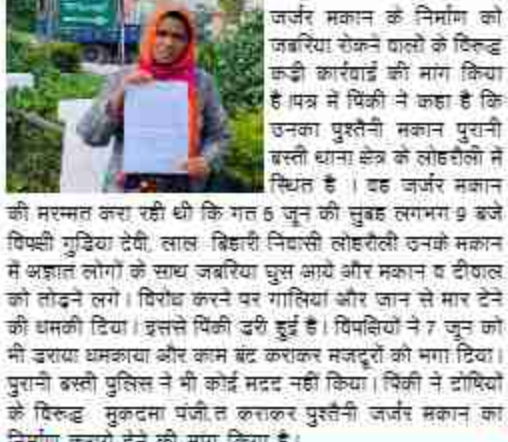 जर्जर मकान के निर्माण को
जबरिया रोकने वालों के विरुद्ध
कड़ी कार्रवाई की मांग किया
है।पत्र में पिंकी ने कहा है कि
उनका पुश्तैनी मकान पुरानी
बस्ती थाना क्षेत्र के लोहरौली में
स्थित है । वह जर्जर मकान
की मरम्मत करा रही थी कि गत 6 जून की सुबह लगभग 9 बजे
विपक्षी गुड़िया देवी, लाल बिहारी निवासी लोहरौली उनके मकान
में अज्ञात लोगों के साथ जबरिया घुस आये और मकान व दीवाल
को तोड़ने लगे। विरोध करने पर गालियां और जान से मार देने
की धमकी दिया। इससे पिंकी डरी हुई है। विपक्षियों ने 7 जून को
भी डराया धमकाया और काम बंद कराकर मजदूरों को भगा दिया।
पुरानी बस्ती पुलिस ने भी कोई मदद नहीं किया। पिंकी ने दोषियों
के विरुद्ध मुकदमा पंजी.त कराकर पुश्तैनी जर्जर मकान का
निर्माण कराये देने की मांग किया है।